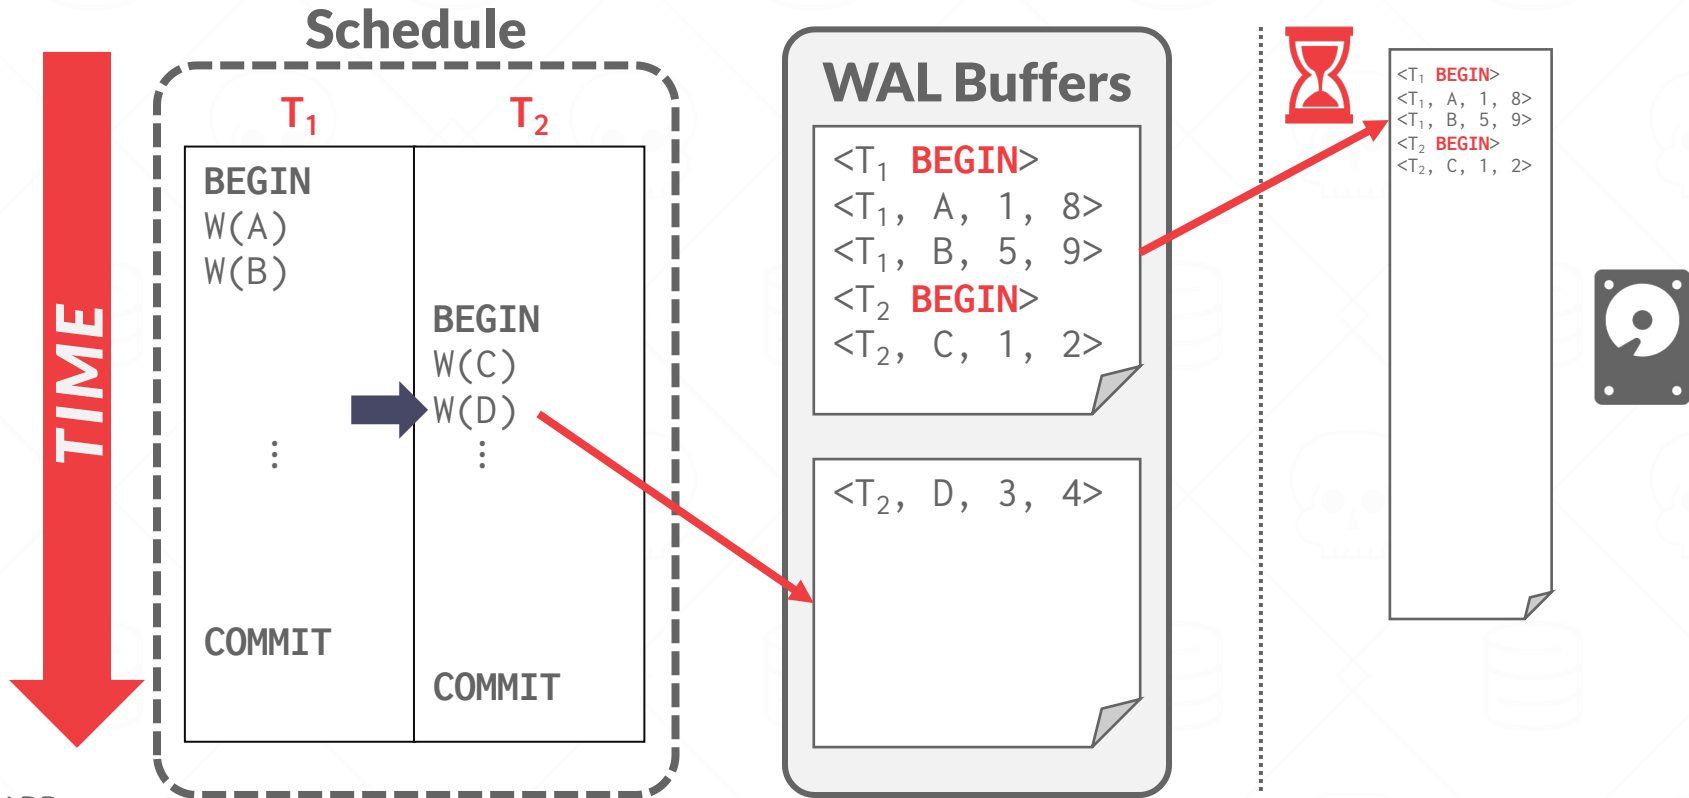 Schedule
TIME
T₁ T₂
BEGIN
W(A)
W(B)
BEGIN
W(C)
W(D)
⋮ ⋮
COMMIT
COMMIT
WAL Buffers
<T₁ BEGIN>
<T₁, A, 1, 8>
<T₁, B, 5, 9>
<T₂ BEGIN>
<T₂, C, 1, 2>
<T₂, D, 3, 4>
<T₁ BEGIN>
<T₁, A, 1, 8>
<T₁, B, 5, 9>
<T₂ BEGIN>
<T₂, C, 1, 2>